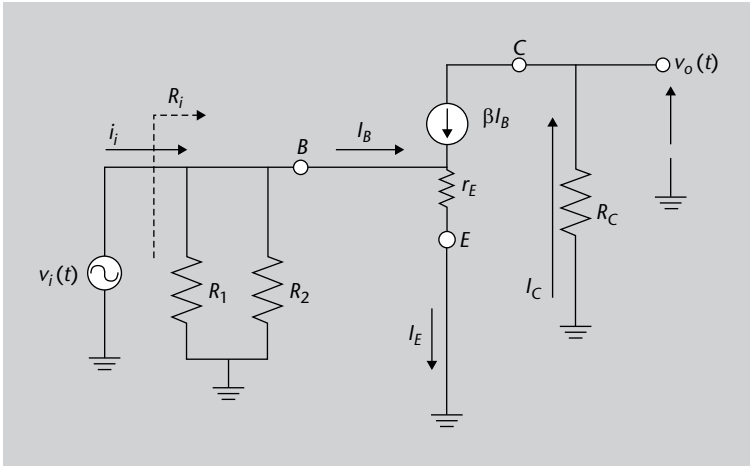 C
v_o(t)
R_i
βI_B
i_i
I_B
B
r_E
E
R_C
v_i(t)
R_1
R_2
I_C
I_E